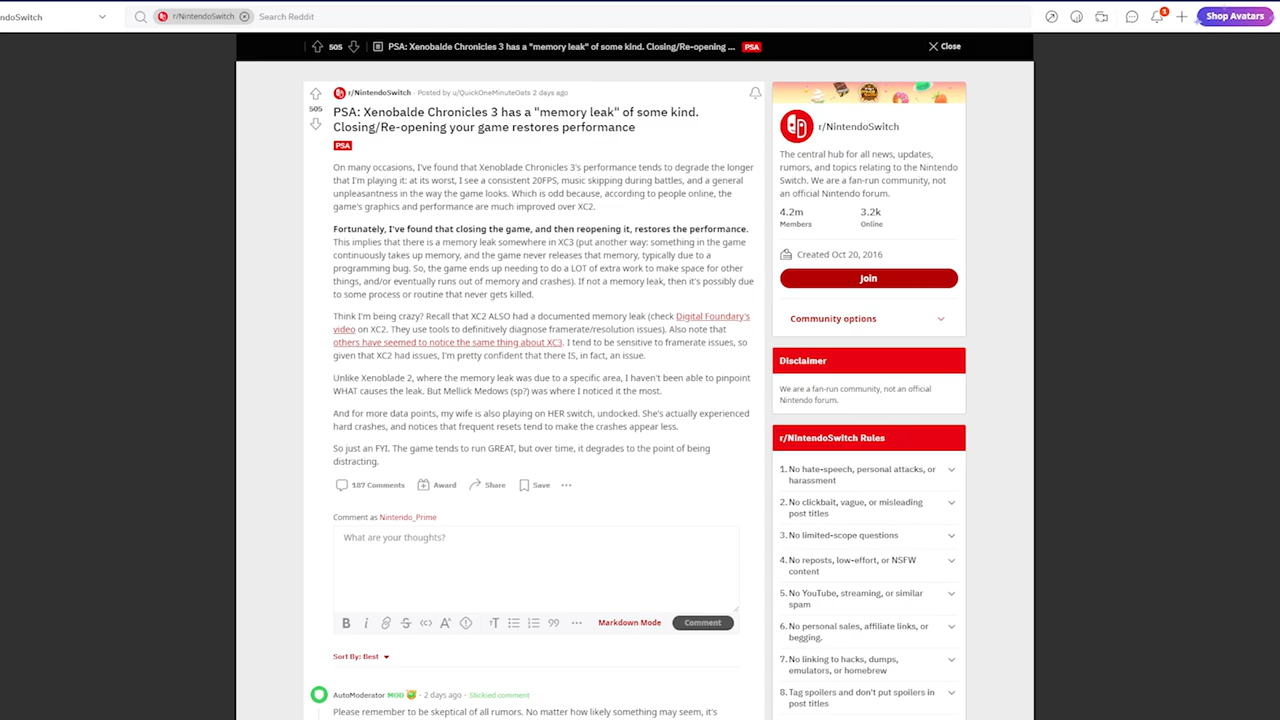 ndoSwitch
r/NintendoSwitch
Search Reddit
1
Shop Avatars
505
PSA: Xenobalde Chronicles 3 has a "memory leak" of some kind. Closing/Re-opening ...
PSA
Close
505
r/NintendoSwitch · Posted by u/QuickOneMinuteOats 2 days ago
PSA: Xenobalde Chronicles 3 has a "memory leak" of some kind.
Closing/Re-opening your game restores performance
PSA
On many occasions, I've found that Xenoblade Chronicles 3's performance tends to degrade the longer
that I'm playing it: at its worst, I see a consistent 20FPS, music skipping during battles, and a general
unpleasantness in the way the game looks. Which is odd because, according to people online, the
game's graphics and performance are much improved over XC2.
Fortunately, I've found that closing the game, and then reopening it, restores the performance.
This implies that there is a memory leak somewhere in XC3 (put another way: something in the game
continuously takes up memory, and the game never releases that memory, typically due to a
programming bug. So, the game ends up needing to do a LOT of extra work to make space for other
things, and/or eventually runs out of memory and crashes). If not a memory leak, then it's possibly due
to some process or routine that never gets killed.
Think I'm being crazy? Recall that XC2 ALSO had a documented memory leak (check Digital Foundary's
video on XC2. They use tools to definitively diagnose framerate/resolution issues). Also note that
others have seemed to notice the same thing about XC3. I tend to be sensitive to framerate issues, so
given that XC2 had issues, I'm pretty confident that there IS, in fact, an issue.
Unlike Xenoblade 2, where the memory leak was due to a specific area, I haven't been able to pinpoint
WHAT causes the leak. But Mellick Medows (sp?) was where I noticed it the most.
And for more data points, my wife is also playing on HER switch, undocked. She's actually experienced
hard crashes, and notices that frequent resets tend to make the crashes appear less.
So just an FYI. The game tends to run GREAT, but over time, it degrades to the point of being
distracting.
187 Comments Award Share Save ...
Comment as Nintendo_Prime
What are your thoughts?
B i Markdown Mode Comment
Sort By: Best
AutoModerator MOD · 2 days ago · Stickied comment
Please remember to be skeptical of all rumors. No matter how likely something may seem, it's
r/NintendoSwitch
The central hub for all news, updates,
rumors, and topics relating to the Nintendo
Switch. We are a fan-run community, not
an official Nintendo forum.
4.2m 3.2k
Members Online
Created Oct 20, 2016
Join
Community options
Disclaimer
We are a fan-run community, not an official
Nintendo forum.
r/NintendoSwitch Rules
1. No hate-speech, personal attacks, or
harassment
2. No clickbait, vague, or misleading
post titles
3. No limited-scope questions
4. No reposts, low-effort, or NSFW
content
5. No YouTube, streaming, or similar
spam
6. No personal sales, affiliate links, or
begging.
7. No linking to hacks, dumps,
emulators, or homebrew
8. Tag spoilers and don't put spoilers in
post titles